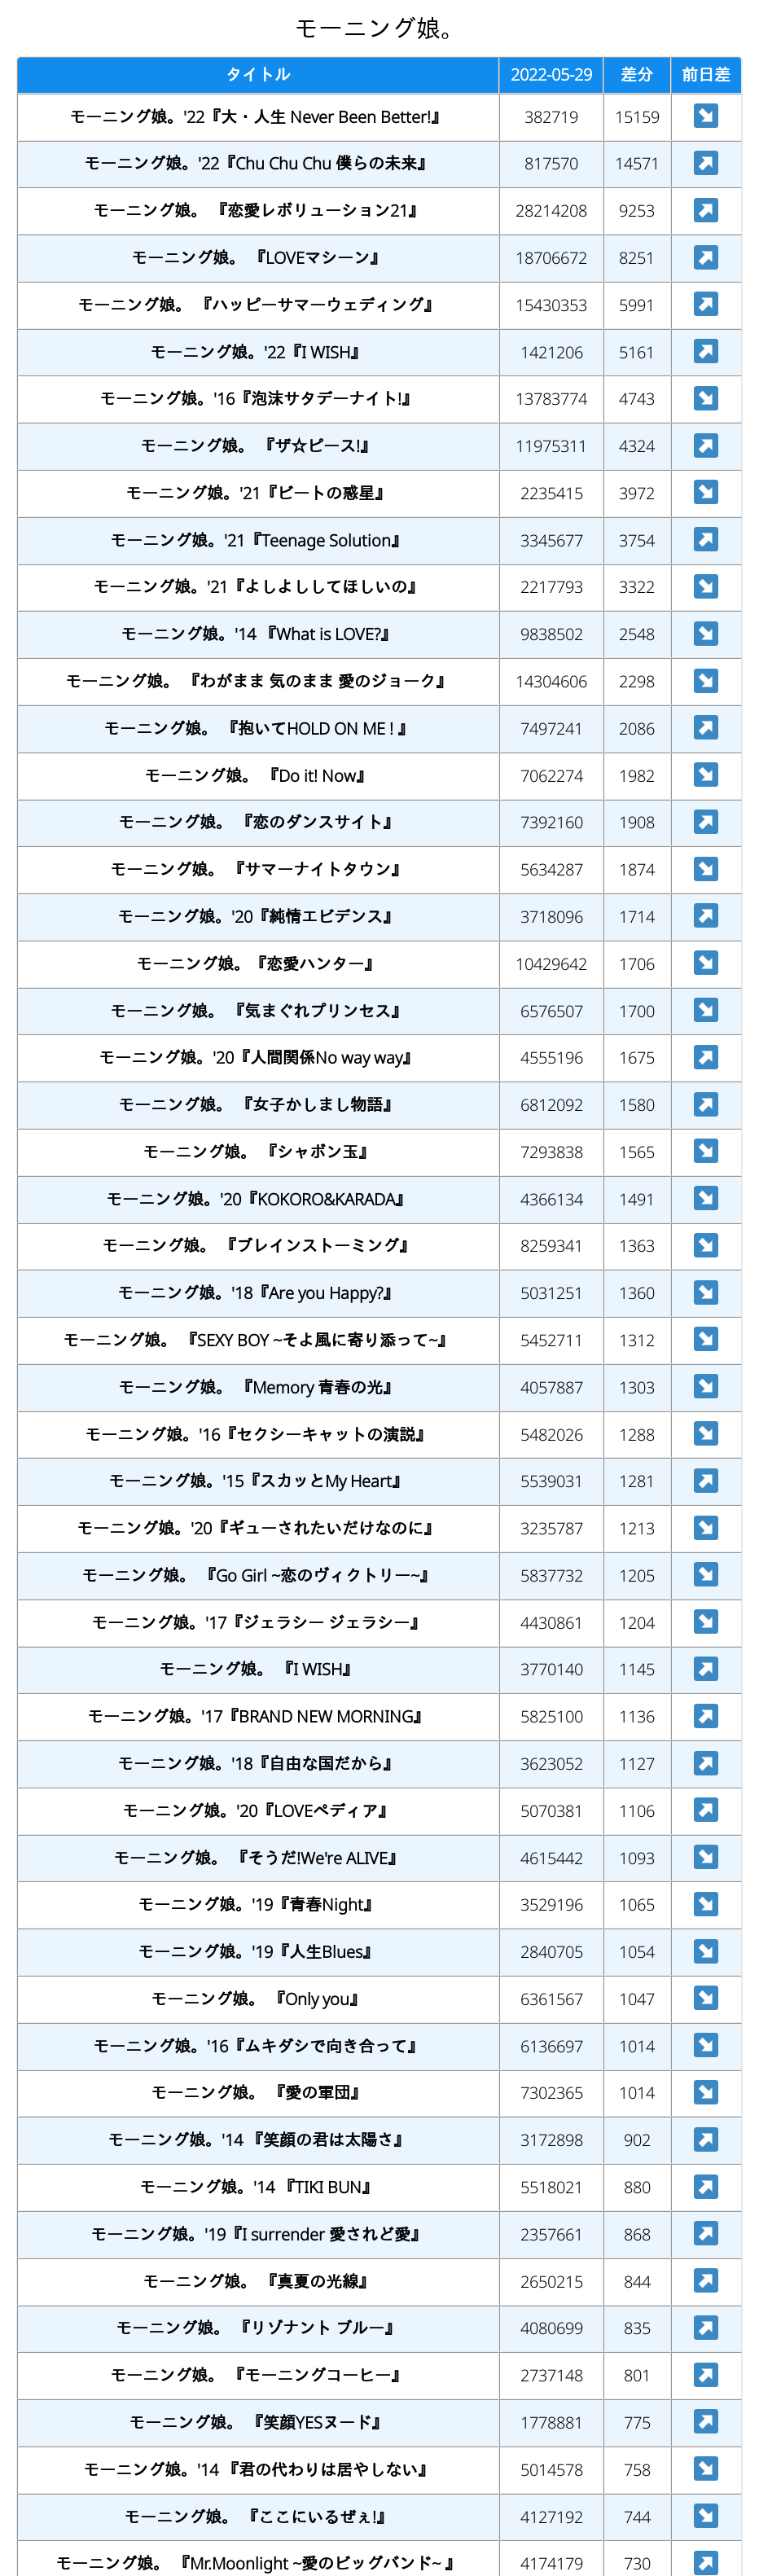 モーニング娘。
タイトル 2022-05-29 差分 前日差
モーニング娘。'22『大・人生 Never Been Better!』 382719 15159 ↘
モーニング娘。'22『Chu Chu Chu 僕らの未来』 817570 14571 ↗
モーニング娘。 『恋愛レボリューション21』 28214208 9253 ↗
モーニング娘。 『LOVEマシーン』 18706672 8251 ↗
モーニング娘。 『ハッピーサマーウェディング』 15430353 5991 ↗
モーニング娘。'22『I WISH』 1421206 5161 ↗
モーニング娘。'16『泡沫サタデーナイト!』 13783774 4743 ↘
モーニング娘。 『ザ☆ピース!』 11975311 4324 ↗
モーニング娘。'21『ビートの惑星』 2235415 3972 ↘
モーニング娘。'21『Teenage Solution』 3345677 3754 ↗
モーニング娘。'21『よしよししてほしいの』 2217793 3322 ↘
モーニング娘。'14 『What is LOVE?』 9838502 2548 ↘
モーニング娘。 『わがまま 気のまま 愛のジョーク』 14304606 2298 ↘
モーニング娘。 『抱いてHOLD ON ME ! 』 7497241 2086 ↗
モーニング娘。 『Do it! Now』 7062274 1982 ↘
モーニング娘。 『恋のダンスサイト』 7392160 1908 ↗
モーニング娘。 『サマーナイトタウン』 5634287 1874 ↘
モーニング娘。'20『純情エビデンス』 3718096 1714 ↗
モーニング娘。 『恋愛ハンター』 10429642 1706 ↘
モーニング娘。 『気まぐれプリンセス』 6576507 1700 ↘
モーニング娘。'20『人間関係No way way』 4555196 1675 ↗
モーニング娘。 『女子かしまし物語』 6812092 1580 ↗
モーニング娘。 『シャボン玉』 7293838 1565 ↘
モーニング娘。'20『KOKORO&KARADA』 4366134 1491 ↘
モーニング娘。 『ブレインストーミング』 8259341 1363 ↘
モーニング娘。'18『Are you Happy?』 5031251 1360 ↘
モーニング娘。 『SEXY BOY ~そよ風に寄り添って~』 5452711 1312 ↘
モーニング娘。 『Memory 青春の光』 4057887 1303 ↘
モーニング娘。'16『セクシーキャットの演説』 5482026 1288 ↘
モーニング娘。'15『スカッとMy Heart』 5539031 1281 ↗
モーニング娘。'20『ギューされたいだけなのに』 3235787 1213 ↘
モーニング娘。 『Go Girl ~恋のヴィクトリー~』 5837732 1205 ↘
モーニング娘。'17『ジェラシー ジェラシー』 4430861 1204 ↘
モーニング娘。 『I WISH』 3770140 1145 ↗
モーニング娘。'17『BRAND NEW MORNING』 5825100 1136 ↗
モーニング娘。'18『自由な国だから』 3623052 1127 ↗
モーニング娘。'20『LOVEペディア』 5070381 1106 ↗
モーニング娘。 『そうだ!We're ALIVE』 4615442 1093 ↘
モーニング娘。'19『青春Night』 3529196 1065 ↘
モーニング娘。'19『人生Blues』 2840705 1054 ↘
モーニング娘。 『Only you』 6361567 1047 ↘
モーニング娘。'16『ムキダシで向き合って』 6136697 1014 ↘
モーニング娘。 『愛の軍団』 7302365 1014 ↘
モーニング娘。'14 『笑顔の君は太陽さ』 3172898 902 ↗
モーニング娘。'14 『TIKI BUN』 5518021 880 ↗
モーニング娘。'19『I surrender 愛されど愛』 2357661 868 ↗
モーニング娘。 『真夏の光線』 2650215 844 ↗
モーニング娘。 『リゾナント ブルー』 4080699 835 ↗
モーニング娘。 『モーニングコーヒー』 2737148 801 ↗
モーニング娘。 『笑顔YESヌード』 1778881 775 ↗
モーニング娘。'14 『君の代わりは居やしない』 5014578 758 ↘
モーニング娘。 『ここにいるぜぇ!』 4127192 744 ↘
モーニング娘。 『Mr.Moonlight ~愛のビッグバンド~ 』 4174179 730 ↗